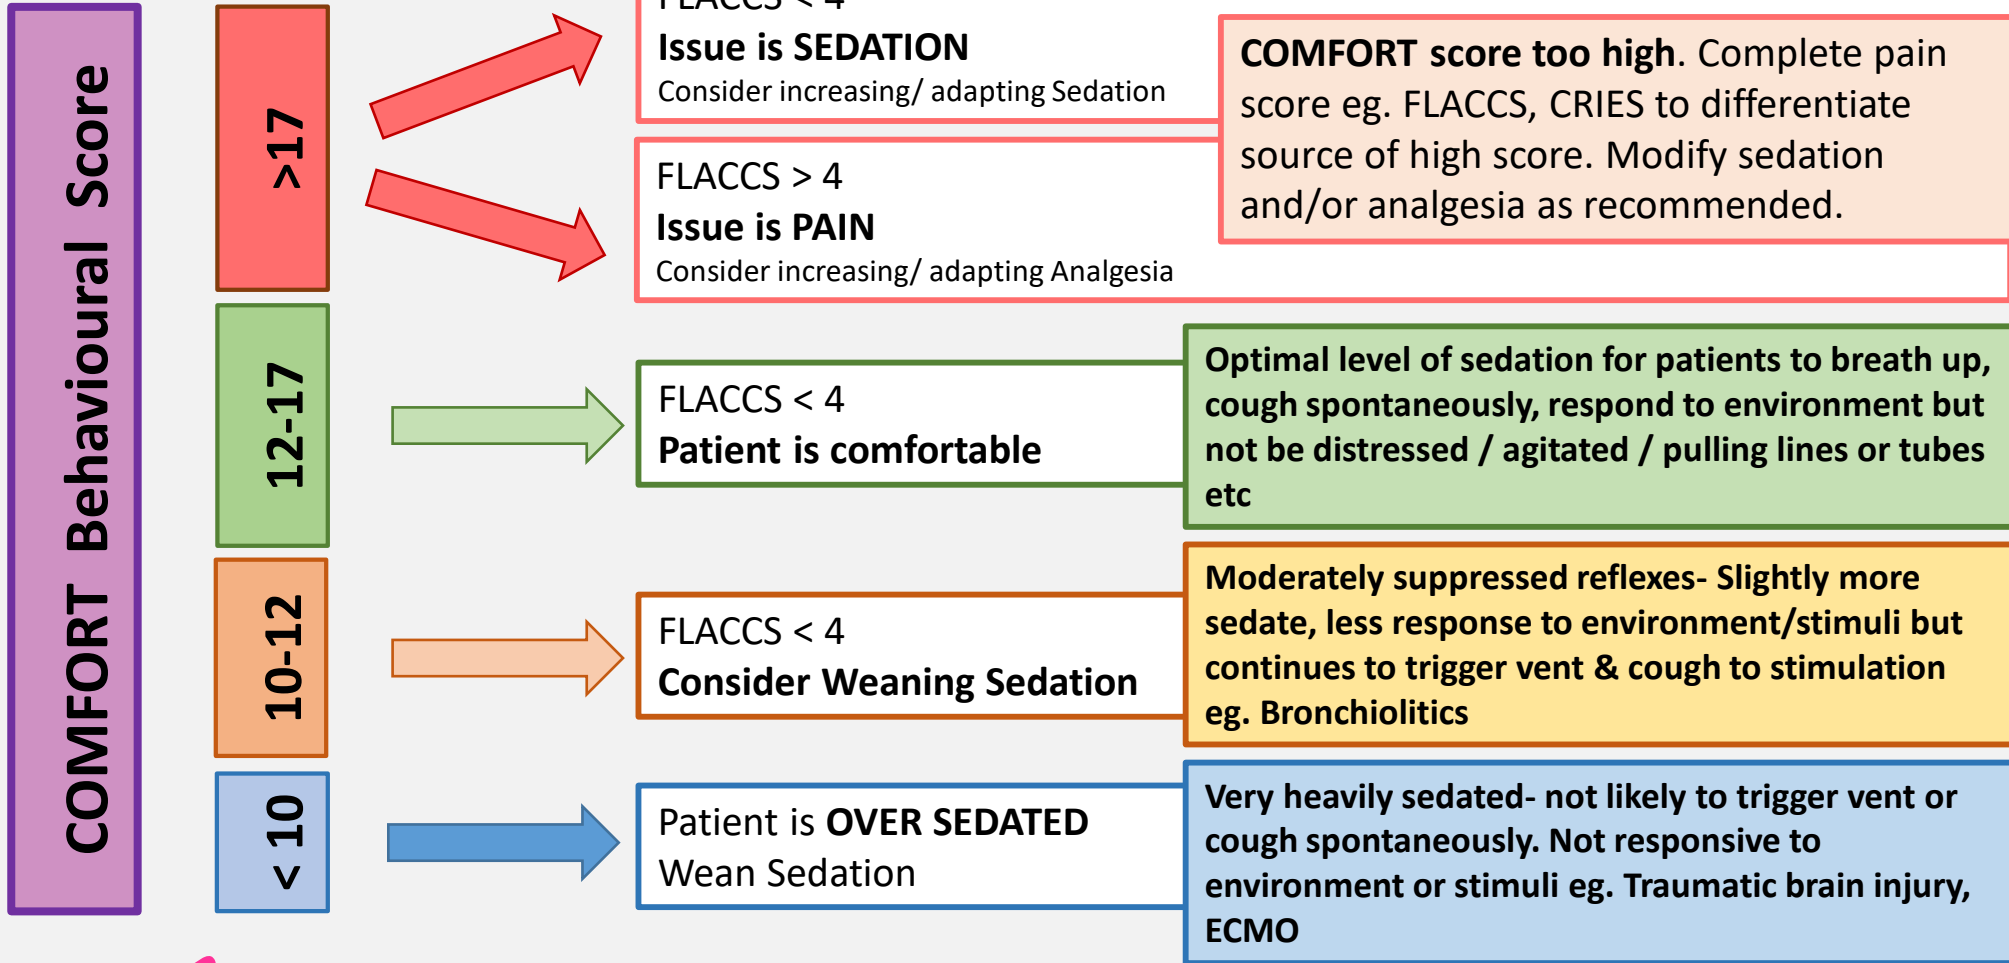 COMFORT Behavioural Score
>17
FLACCS < 4
Issue is SEDATION
Consider increasing/ adapting Sedation
COMFORT score too high. Complete pain
score eg. FLACCS, CRIES to differentiate
source of high score. Modify sedation
and/or analgesia as recommended.
FLACCS > 4
Issue is PAIN
Consider increasing/ adapting Analgesia
12-17
FLACCS < 4
Patient is comfortable
Optimal level of sedation for patients to breath up,
cough spontaneously, respond to environment but
not be distressed / agitated / pulling lines or tubes
etc
10-12
FLACCS < 4
Consider Weaning Sedation
Moderately suppressed reflexes- Slightly more
sedate, less response to environment/stimuli but
continues to trigger vent & cough to stimulation
eg. Bronchiolitics
< 10
Patient is OVER SEDATED
Wean Sedation
Very heavily sedated- not likely to trigger vent or
cough spontaneously. Not responsive to
environment or stimuli eg. Traumatic brain injury,
ECMO